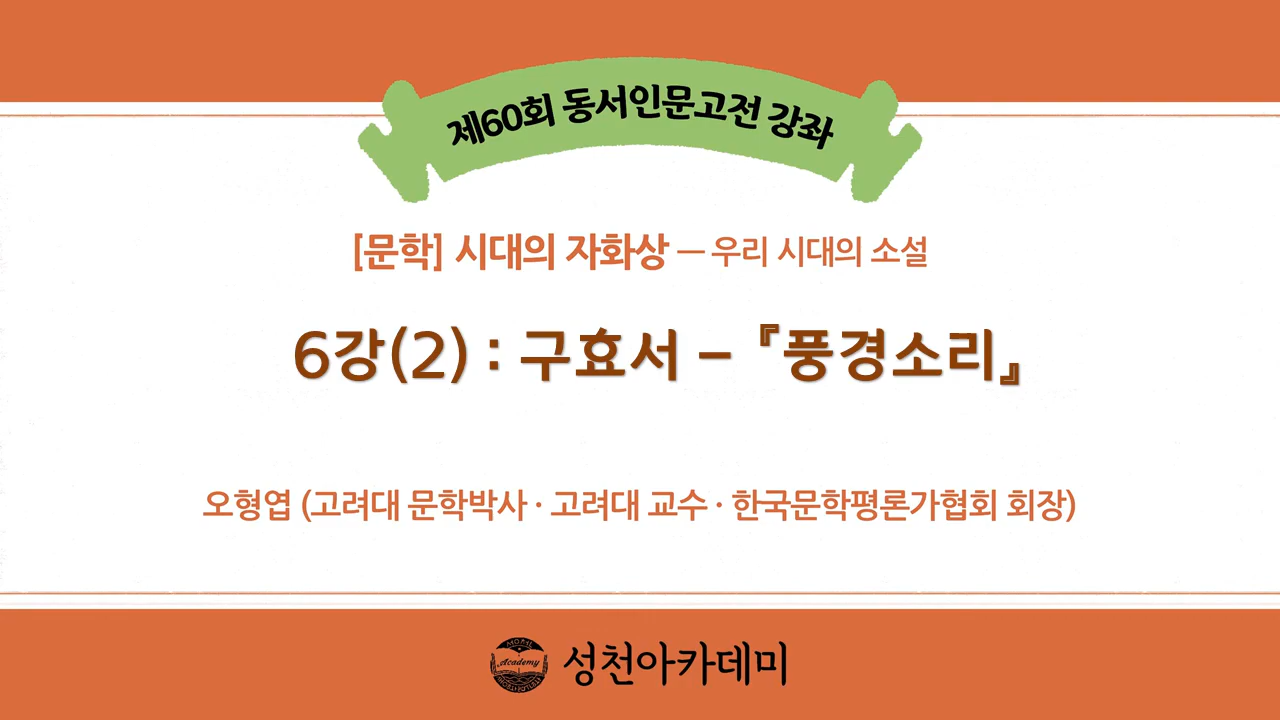 제60회 동서인문고전 강좌
[문학] 시대의 자화상 — 우리 시대의 소설
6강(2) : 구효서 – 『풍경소리』
오형엽 (고려대 문학박사 · 고려대 교수 · 한국문학평론가협회 회장)
Academy
성천아카데미